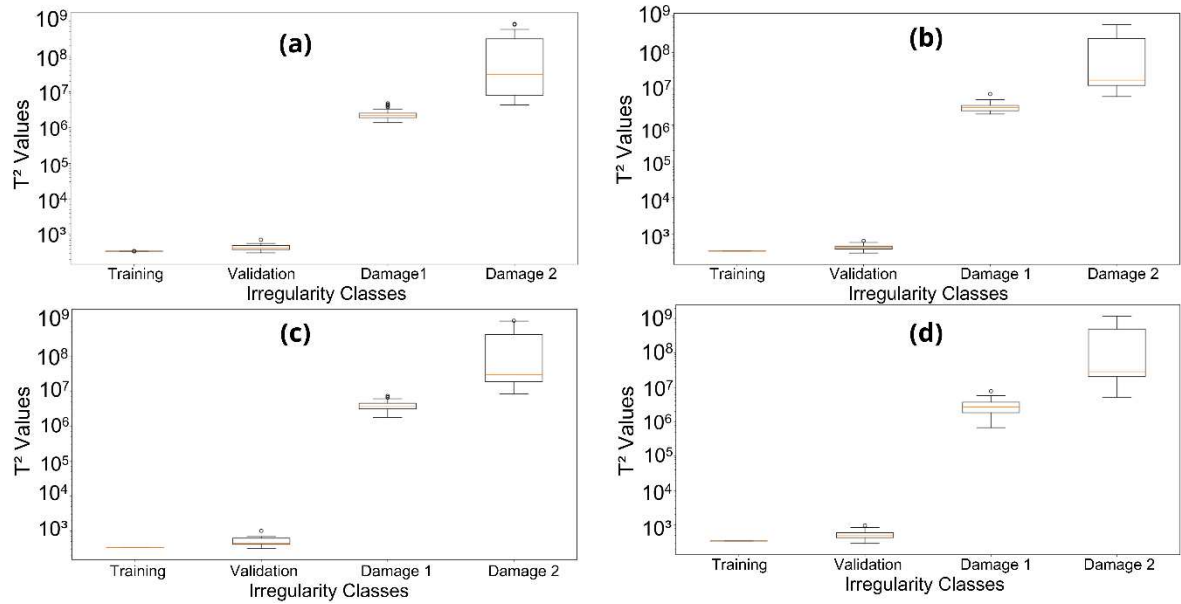 (a)
T² Values
10⁹
10⁸
10⁷
10⁶
10⁵
10⁴
10³
Training Validation Damage1 Damage 2
Irregularity Classes
(b)
T² Values
10⁹
10⁸
10⁷
10⁶
10⁵
10⁴
10³
Training Validation Damage 1 Damage 2
Irregularity Classes
(c)
T² Values
10⁹
10⁸
10⁷
10⁶
10⁵
10⁴
10³
Training Validation Damage 1 Damage 2
Irregularity Classes
(d)
T² Values
10⁹
10⁸
10⁷
10⁶
10⁵
10⁴
10³
Training Validation Damage 1 Damage 2
Irregularity Classes